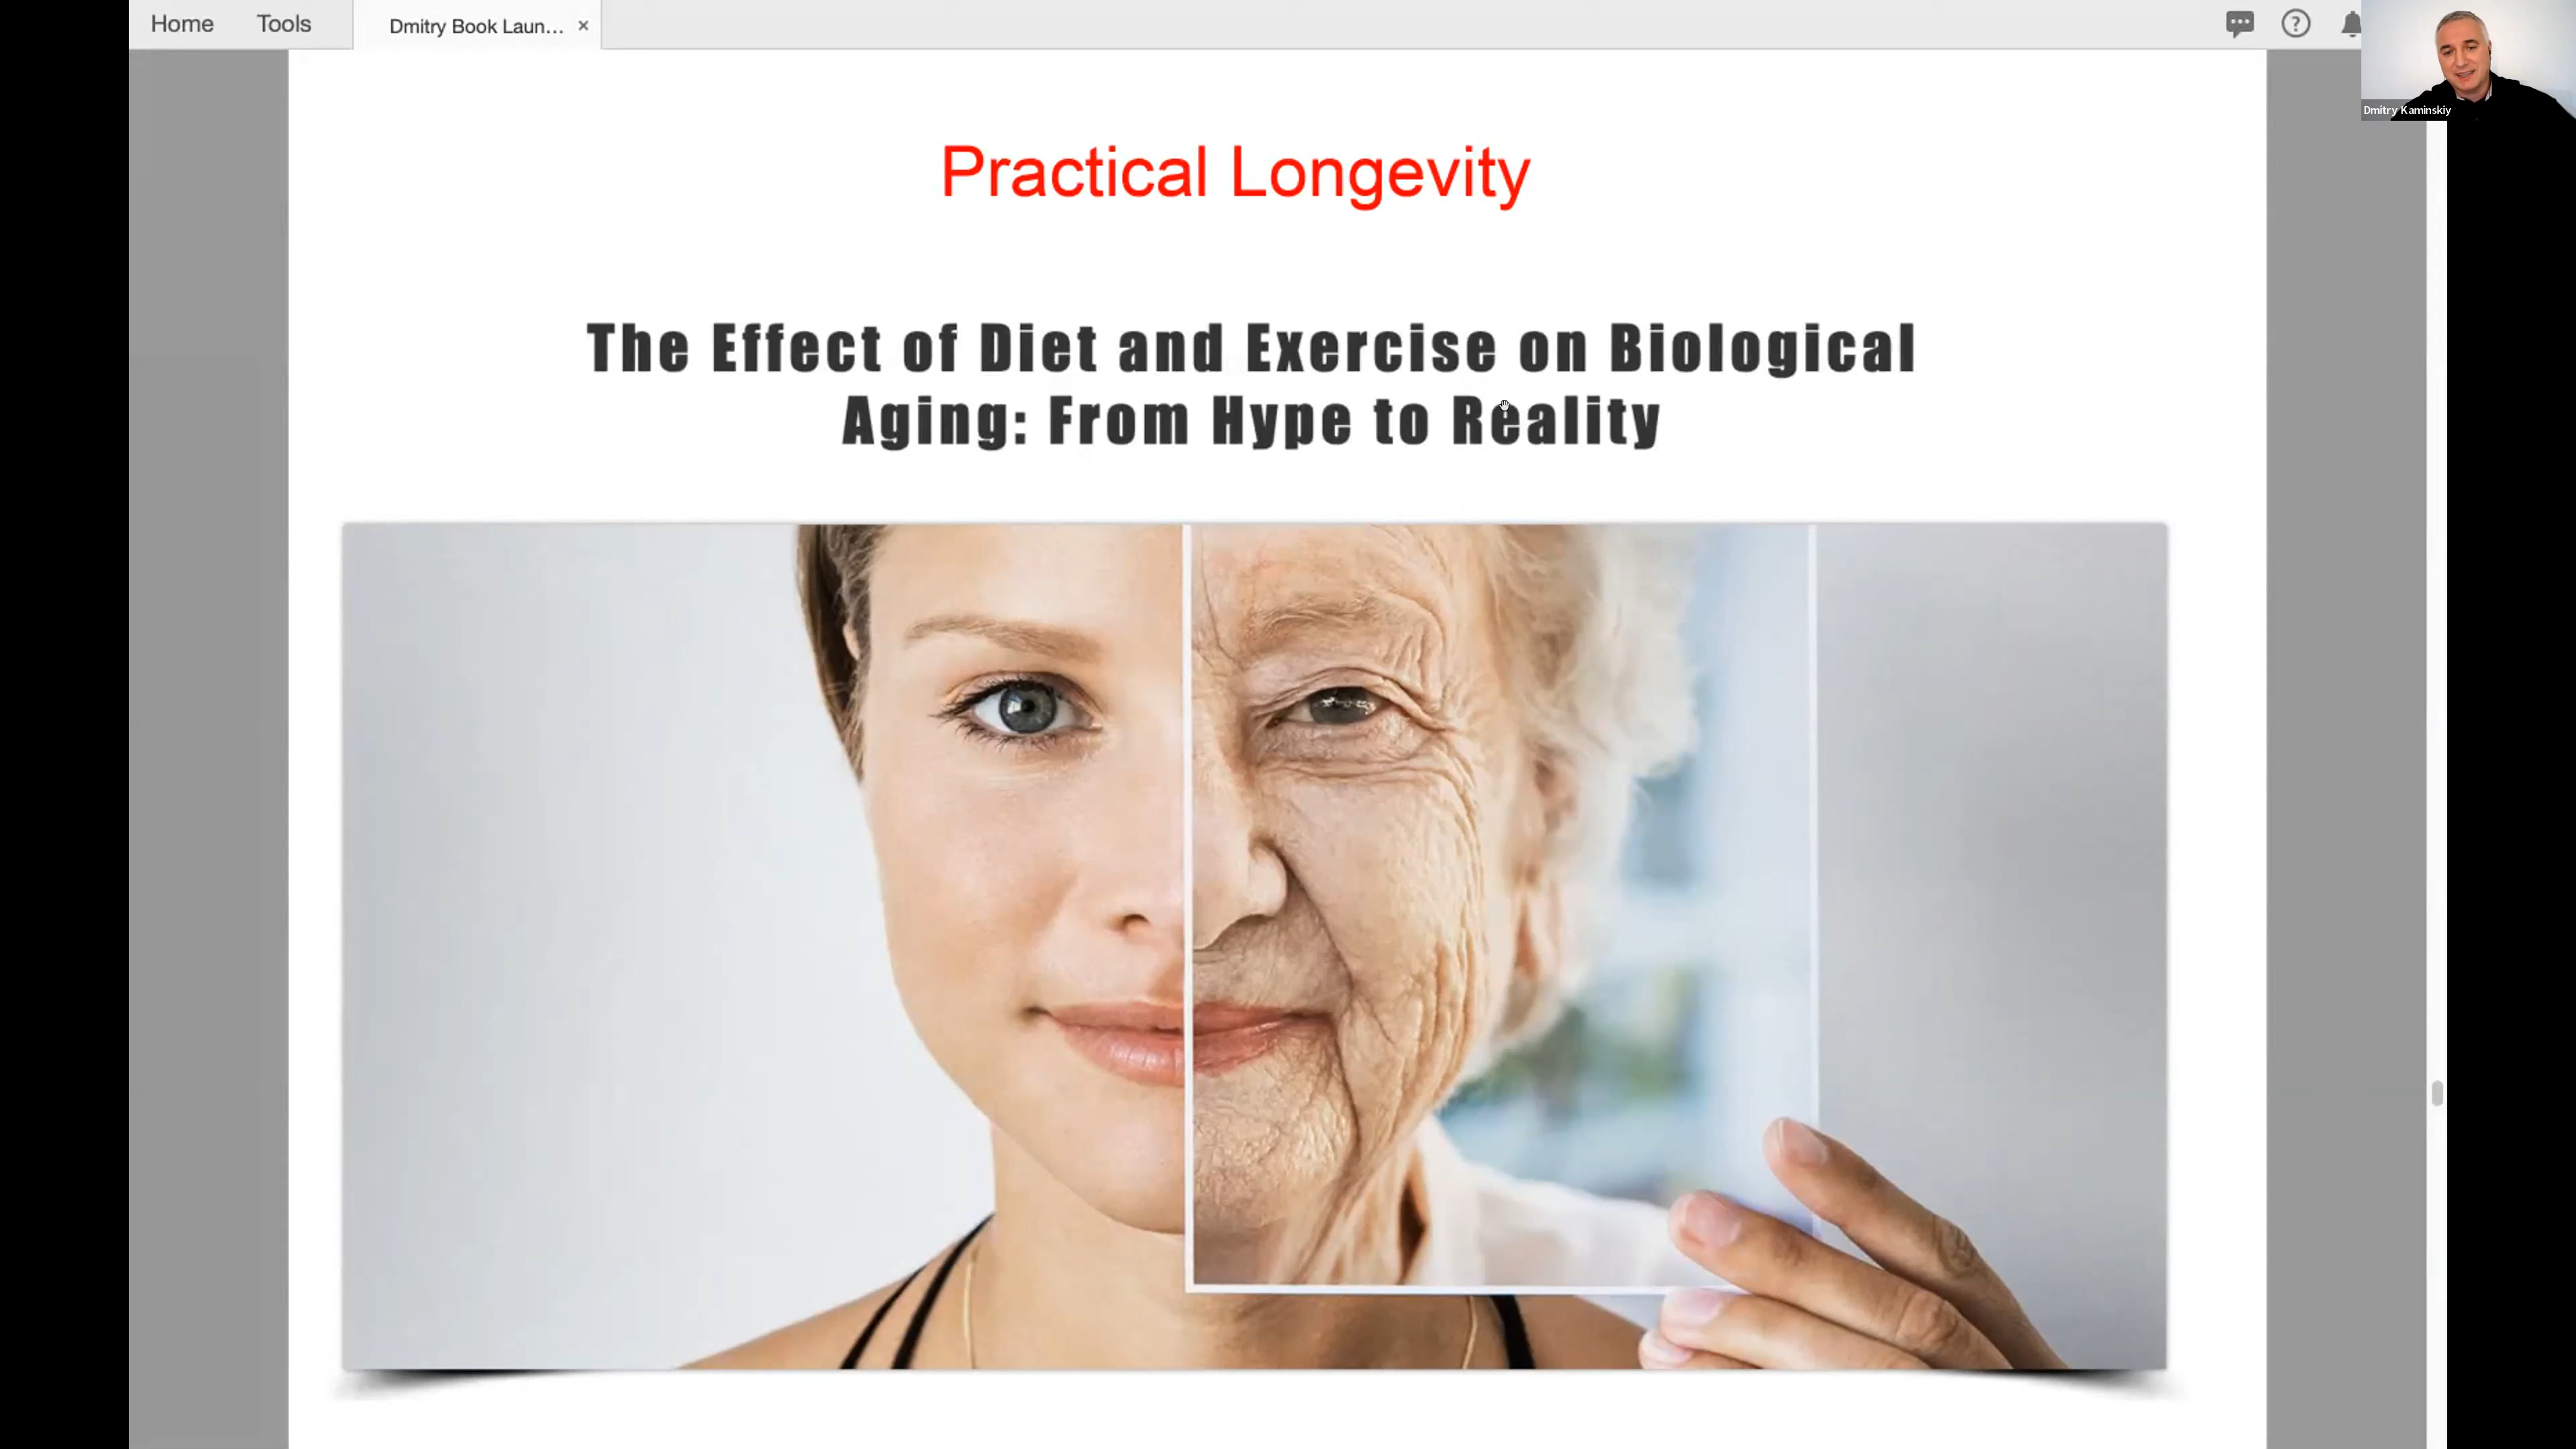 Home Tools Dmitry Book Laun... ×
Dmitry Kaminskiy
Practical Longevity
The Effect of Diet and Exercise on Biological
Aging: From Hype to Reality